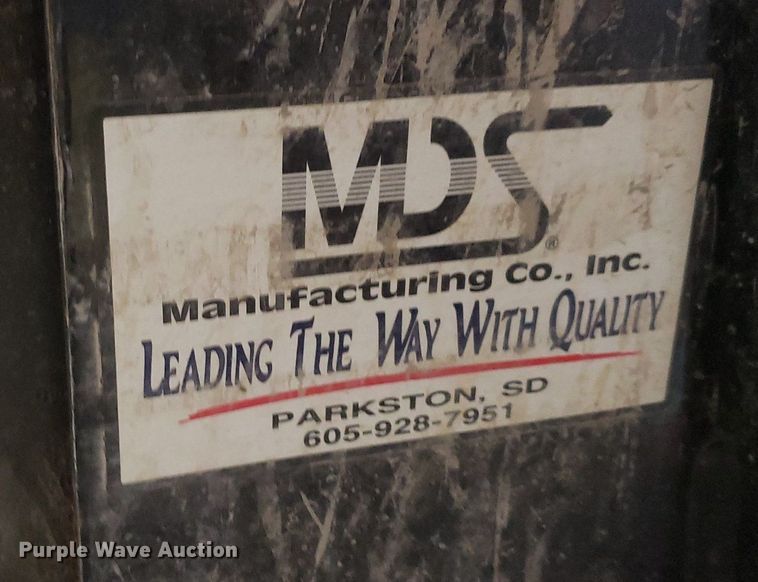 MDS®
Manufacturing Co., Inc.
LEADING THE WAY WITH QUALITY
PARKSTON, SD
605-928-7951
Purple Wave Auction